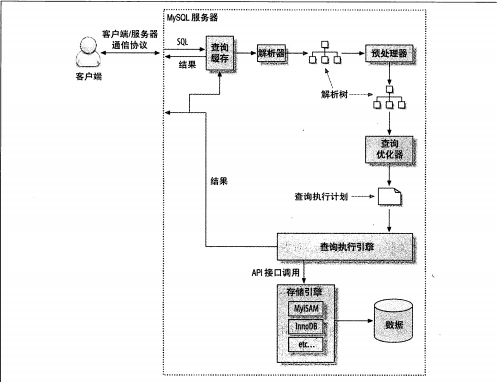 MySQL 服务器
客户端/服务器
通信协议
客户端
SQL
结果
查询
缓存
解析器
预处理器
解析树
查询
优化器
查询执行计划
结果
查询执行引擎
API 接口调用
存储引擎
MyISAM
InnoDB
etc...
数据